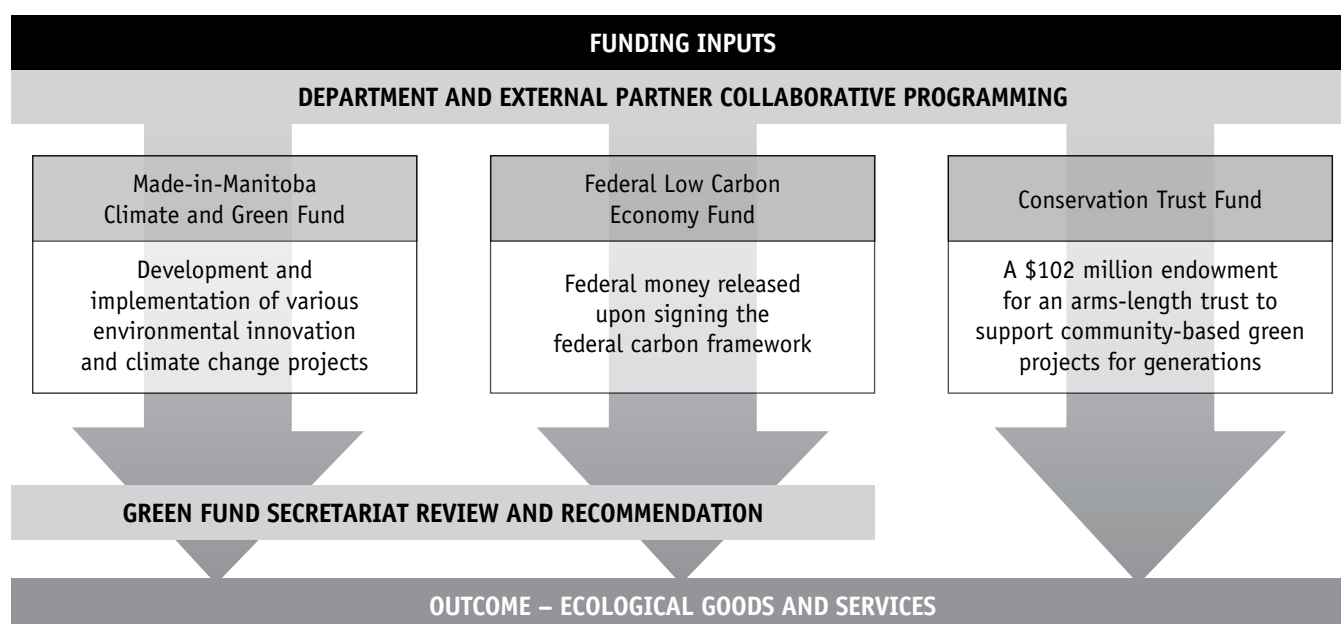 FUNDING INPUTS
DEPARTMENT AND EXTERNAL PARTNER COLLABORATIVE PROGRAMMING
Made-in-Manitoba
Climate and Green Fund
Development and
implementation of various
environmental innovation
and climate change projects
Federal Low Carbon
Economy Fund
Federal money released
upon signing the
federal carbon framework
Conservation Trust Fund
A $102 million endowment
for an arms-length trust to
support community-based green
projects for generations
GREEN FUND SECRETARIAT REVIEW AND RECOMMENDATION
OUTCOME – ECOLOGICAL GOODS AND SERVICES